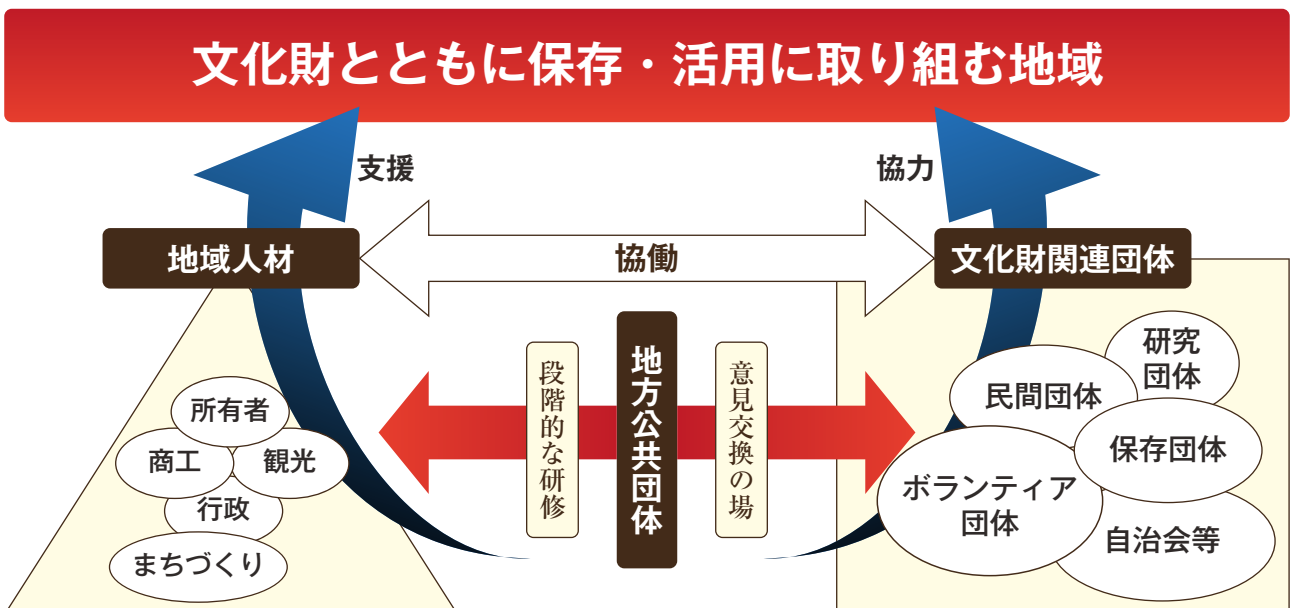 文化財とともに保存・活用に取り組む地域
支援
協力
地域人材
協働
文化財関連団体
所有者
商工
観光
行政
まちづくり
段階的な研修
地方公共団体
意見交換の場
研究
団体
民間団体
保存団体
ボランティア
団体
自治会等